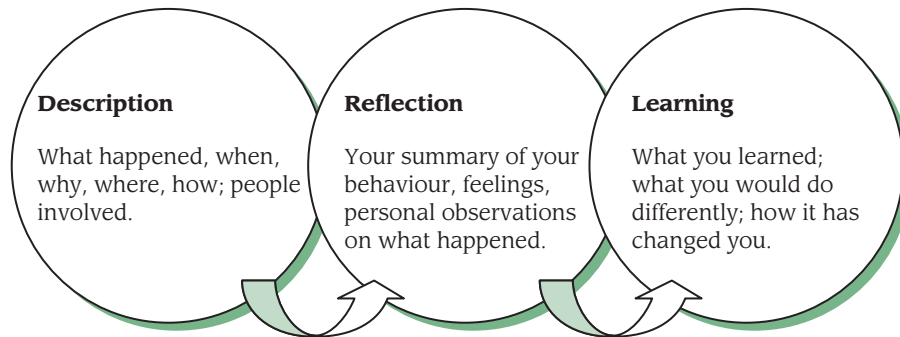 Description
What happened, when,
why, where, how; people
involved.
Reflection
Your summary of your
behaviour, feelings,
personal observations
on what happened.
Learning
What you learned;
what you would do
differently; how it has
changed you.